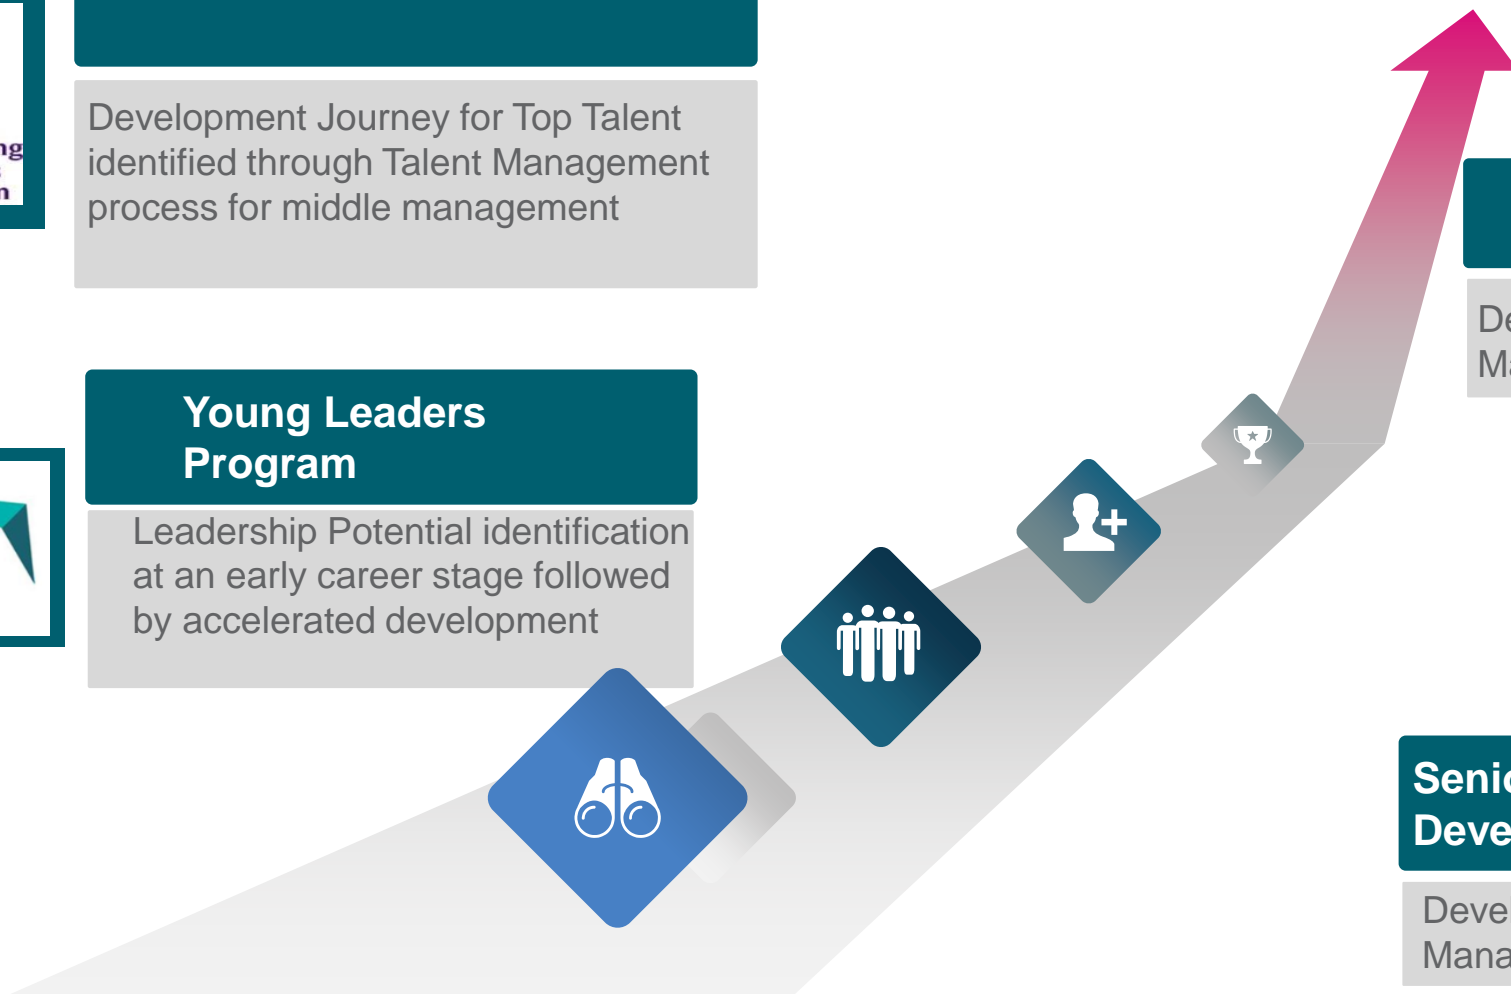 Development Journey for Top Talent
identified through Talent Management
process for middle management
Young Leaders
Program
Leadership Potential identification
at an early career stage followed
by accelerated development